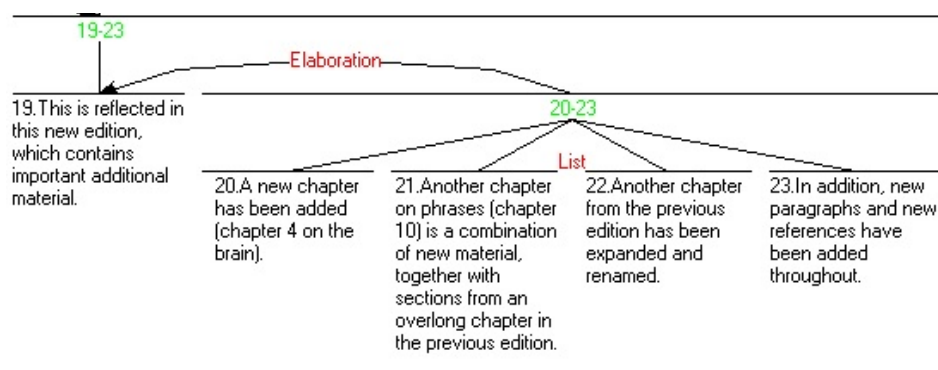 19-23
Elaboration
19.This is reflected in
this new edition,
which contains
important additional
material.
20-23
List
20.A new chapter
has been added
(chapter 4 on the
brain).
21.Another chapter
on phrases (chapter
10) is a combination
of new material,
together with
sections from an
overlong chapter in
the previous edition.
22.Another chapter
from the previous
edition has been
expanded and
renamed.
23.In addition, new
paragraphs and new
references have
been added
throughout.